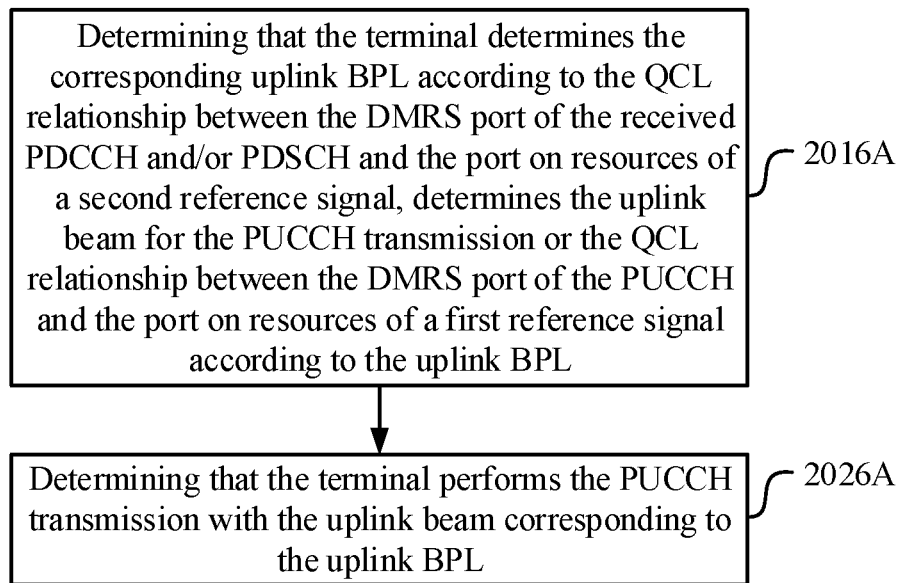 Determining that the terminal determines the
corresponding uplink BPL according to the QCL
relationship between the DMRS port of the received
PDCCH and/or PDSCH and the port on resources of
a second reference signal, determines the uplink
beam for the PUCCH transmission or the QCL
relationship between the DMRS port of the PUCCH
and the port on resources of a first reference signal
according to the uplink BPL
2016A
Determining that the terminal performs the PUCCH
transmission with the uplink beam corresponding to
the uplink BPL
2026A